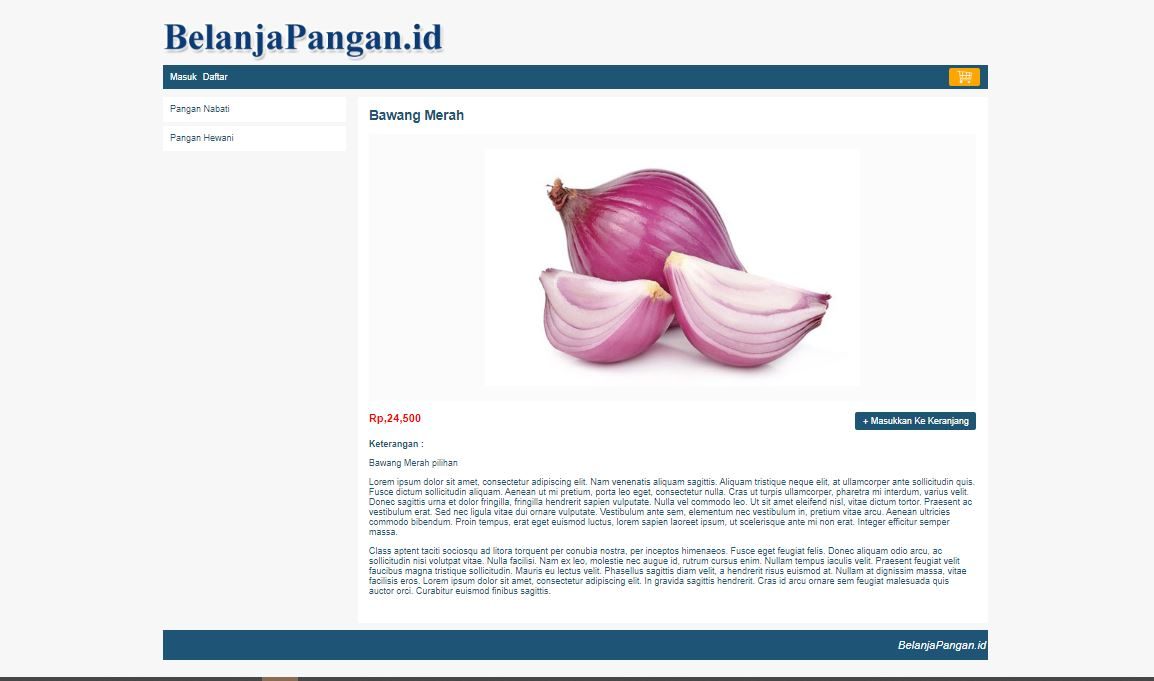 BelanjaPangan.id
Masuk Daftar
Pangan Nabati
Pangan Hewani
Bawang Merah
Rp,24,500
+ Masukkan Ke Keranjang
Keterangan :
Bawang Merah pilihan
Lorem ipsum dolor sit amet, consectetur adipiscing elit. Nam venenatis aliquam sagittis. Aliquam tristique neque elit, at ullamcorper ante sollicitudin quis.
Fusce dictum sollicitudin aliquam. Aenean ut mi pretium, porta leo eget, consectetur nulla. Cras ut turpis ullamcorper, pharetra mi interdum, varius velit.
Donec sagittis urna et dolor fringilla, fringilla hendrerit sapien vulputate. Nulla vel commodo leo. Ut sit amet eleifend nisl, vitae dictum tortor. Praesent ac
vestibulum erat. Sed nec ligula vitae dui ornare vulputate. Vestibulum ante sem, elementum nec vestibulum in, pretium vitae arcu. Aenean ultricies
commodo bibendum. Proin tempus, erat eget euismod luctus, lorem sapien laoreet ipsum, ut scelerisque ante mi non erat. Integer efficitur semper
massa.
Class aptent taciti sociosqu ad litora torquent per conubia nostra, per inceptos himenaeos. Fusce eget feugiat felis. Donec aliquam odio arcu, ac
sollicitudin nisi volutpat vitae. Nulla facilisi. Nam ex leo, molestie nec augue id, rutrum cursus enim. Nullam tempus iaculis velit. Praesent feugiat velit
faucibus magna tristique sollicitudin. Mauris eu lectus velit. Phasellus sagittis diam velit, a hendrerit risus euismod at. Nullam at dignissim massa, vitae
facilisis eros. Lorem ipsum dolor sit amet, consectetur adipiscing elit. In gravida sagittis hendrerit. Cras id arcu ornare sem feugiat malesuada quis
auctor orci. Curabitur euismod finibus sagittis.
BelanjaPangan.id